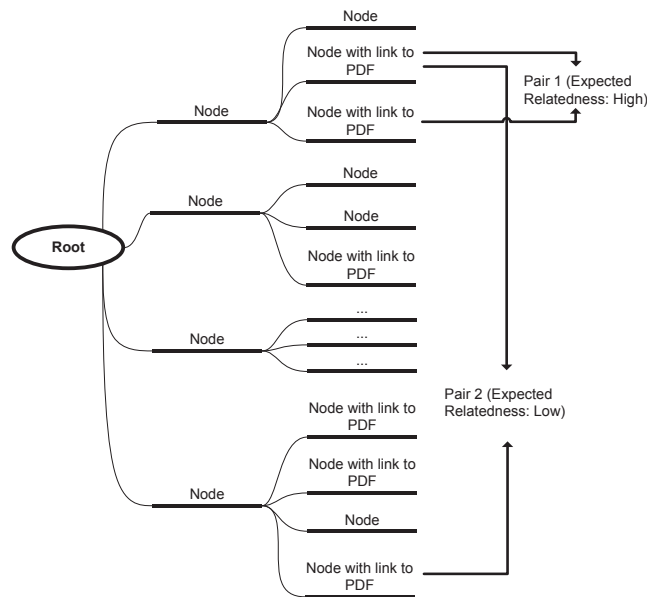 Node
Node with link to
PDF
Pair 1 (Expected
Relatedness: High)
Node
Node with link to
PDF
Node
Node
Node
Root
Node with link to
PDF
...
Node
...
...
Pair 2 (Expected
Relatedness: Low)
Node with link to
PDF
Node with link to
PDF
Node
Node
Node with link to
PDF